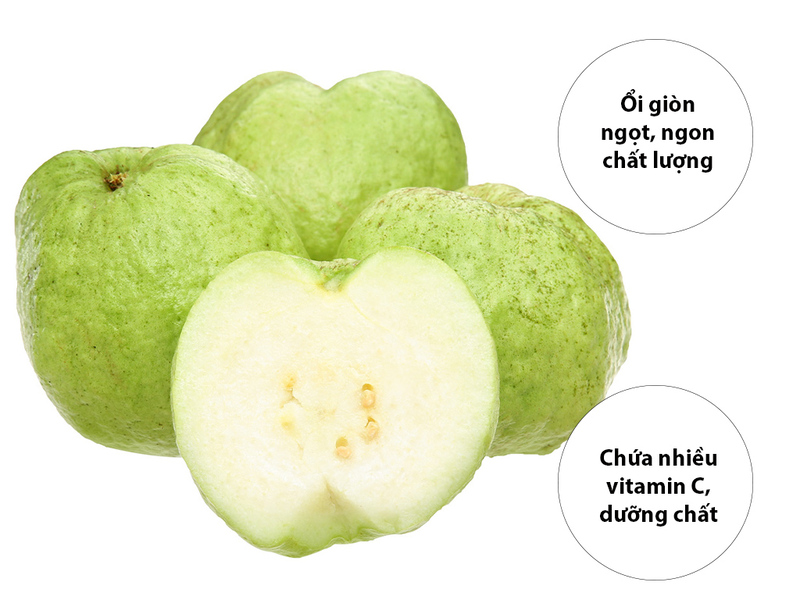 Ổi giòn
ngọt, ngon
chất lượng
Chứa nhiều
vitamin C,
dưỡng chất